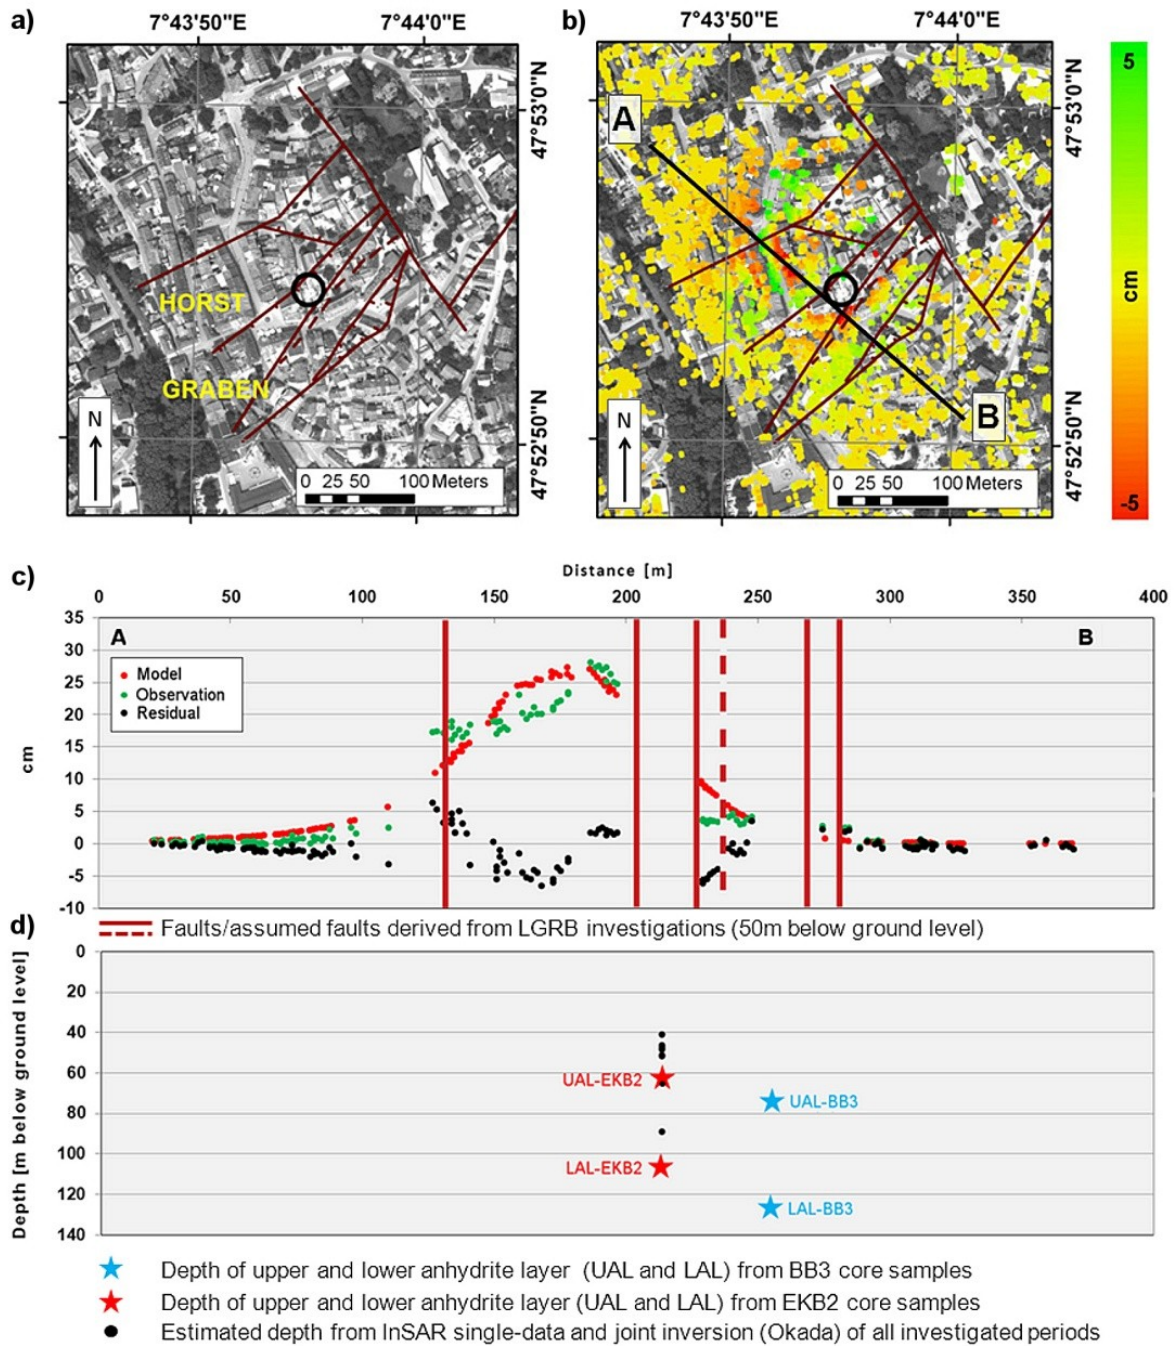 a)
7°43'50"E
7°44'0"E
47°53'0"N
HORST
GRABEN
N
0 25 50 100 Meters
47°52'50"N
b)
7°43'50"E
7°44'0"E
A
47°53'0"N
B
N
0 25 50 100 Meters
47°52'50"N
5
cm
-5
c)
Distance [m]
0 50 100 150 200 250 300 350 400
35
30
25
20
15
10
5
0
-5
-10
cm
A
B
Model
Observation
Residual
d)
Faults/assumed faults derived from LGRB investigations (50m below ground level)
Depth [m below ground level]
0
20
40
60
80
100
120
140
UAL-EKB2
UAL-BB3
LAL-EKB2
LAL-BB3
Depth of upper and lower anhydrite layer (UAL and LAL) from BB3 core samples
Depth of upper and lower anhydrite layer (UAL and LAL) from EKB2 core samples
Estimated depth from InSAR single-data and joint inversion (Okada) of all investigated periods